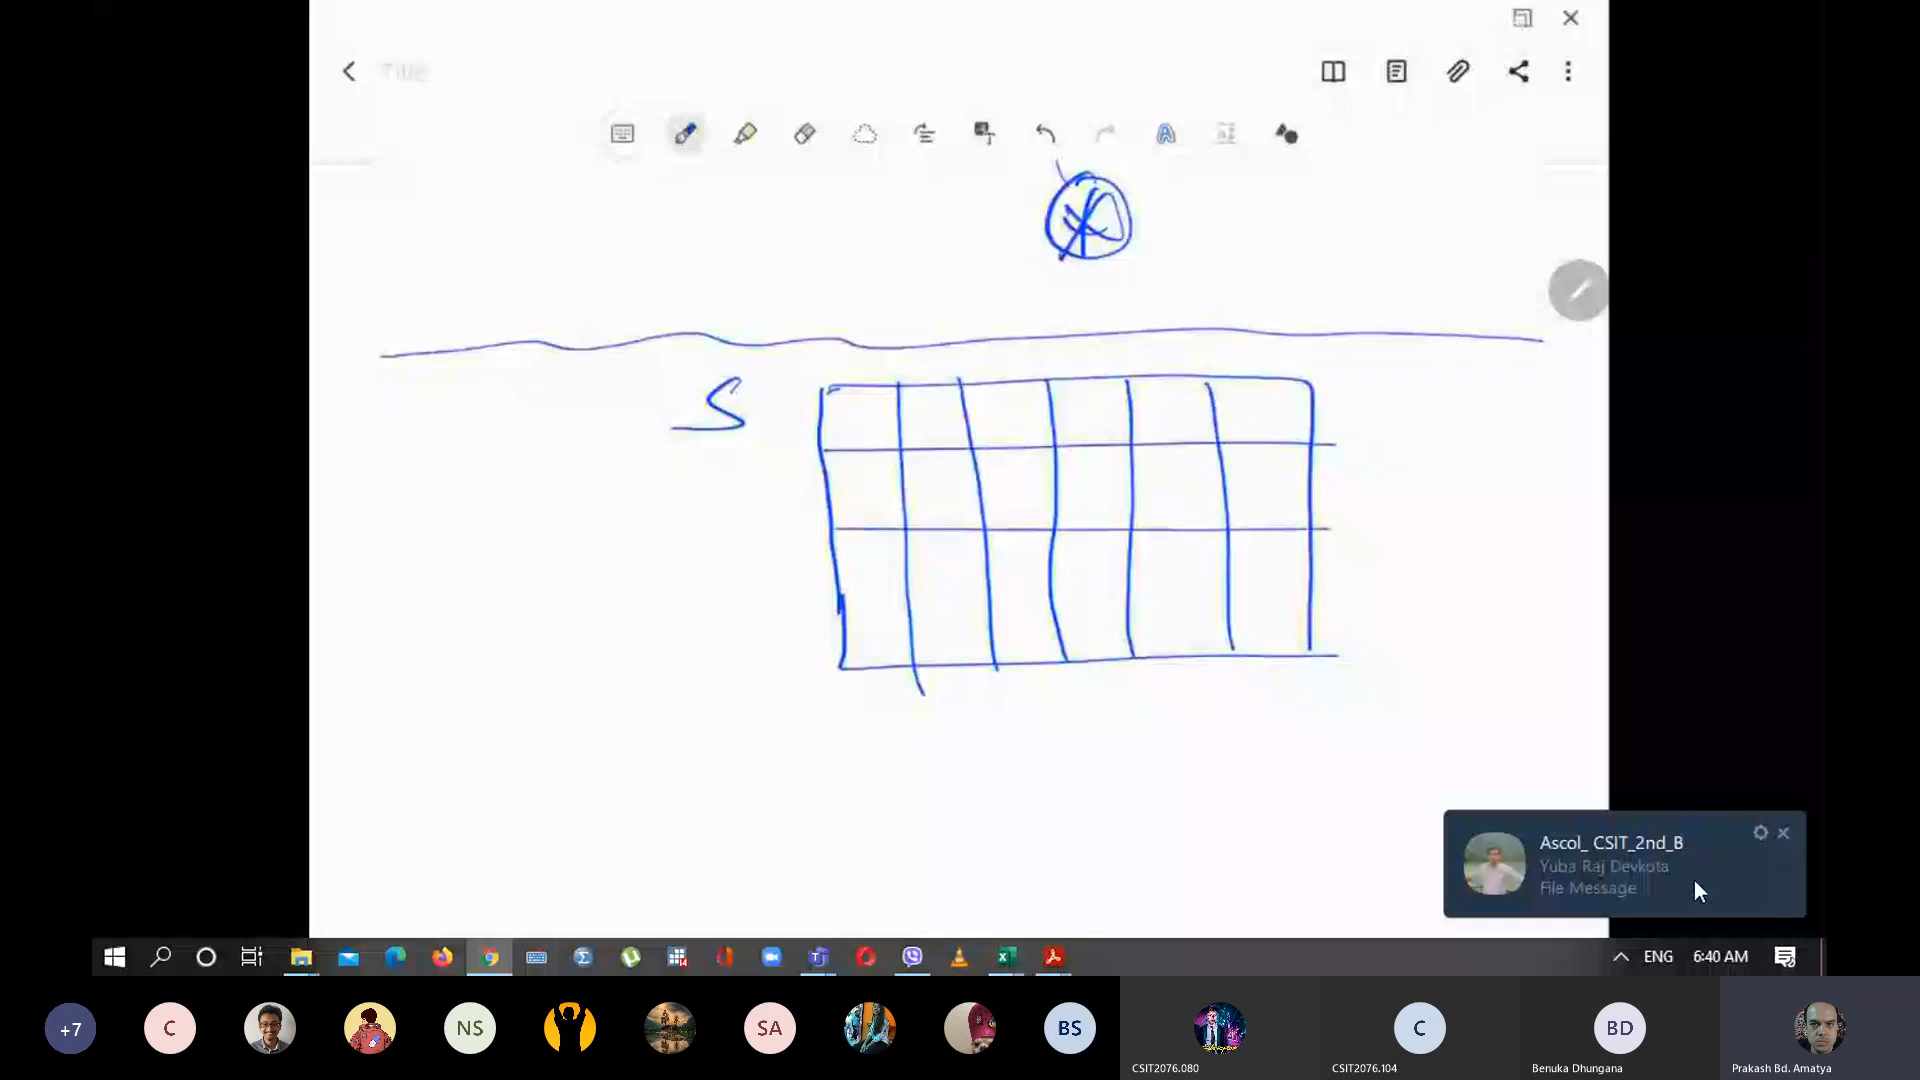 Title
S
Ascol_ CSIT_2nd_B
Yuba Raj Devkota
File Message
ENG 6:40 AM
+7 C NS SA BS C BD
CSIT2076.080 CSIT2076.104 Benuka Dhungana Prakash Bd. Amatya